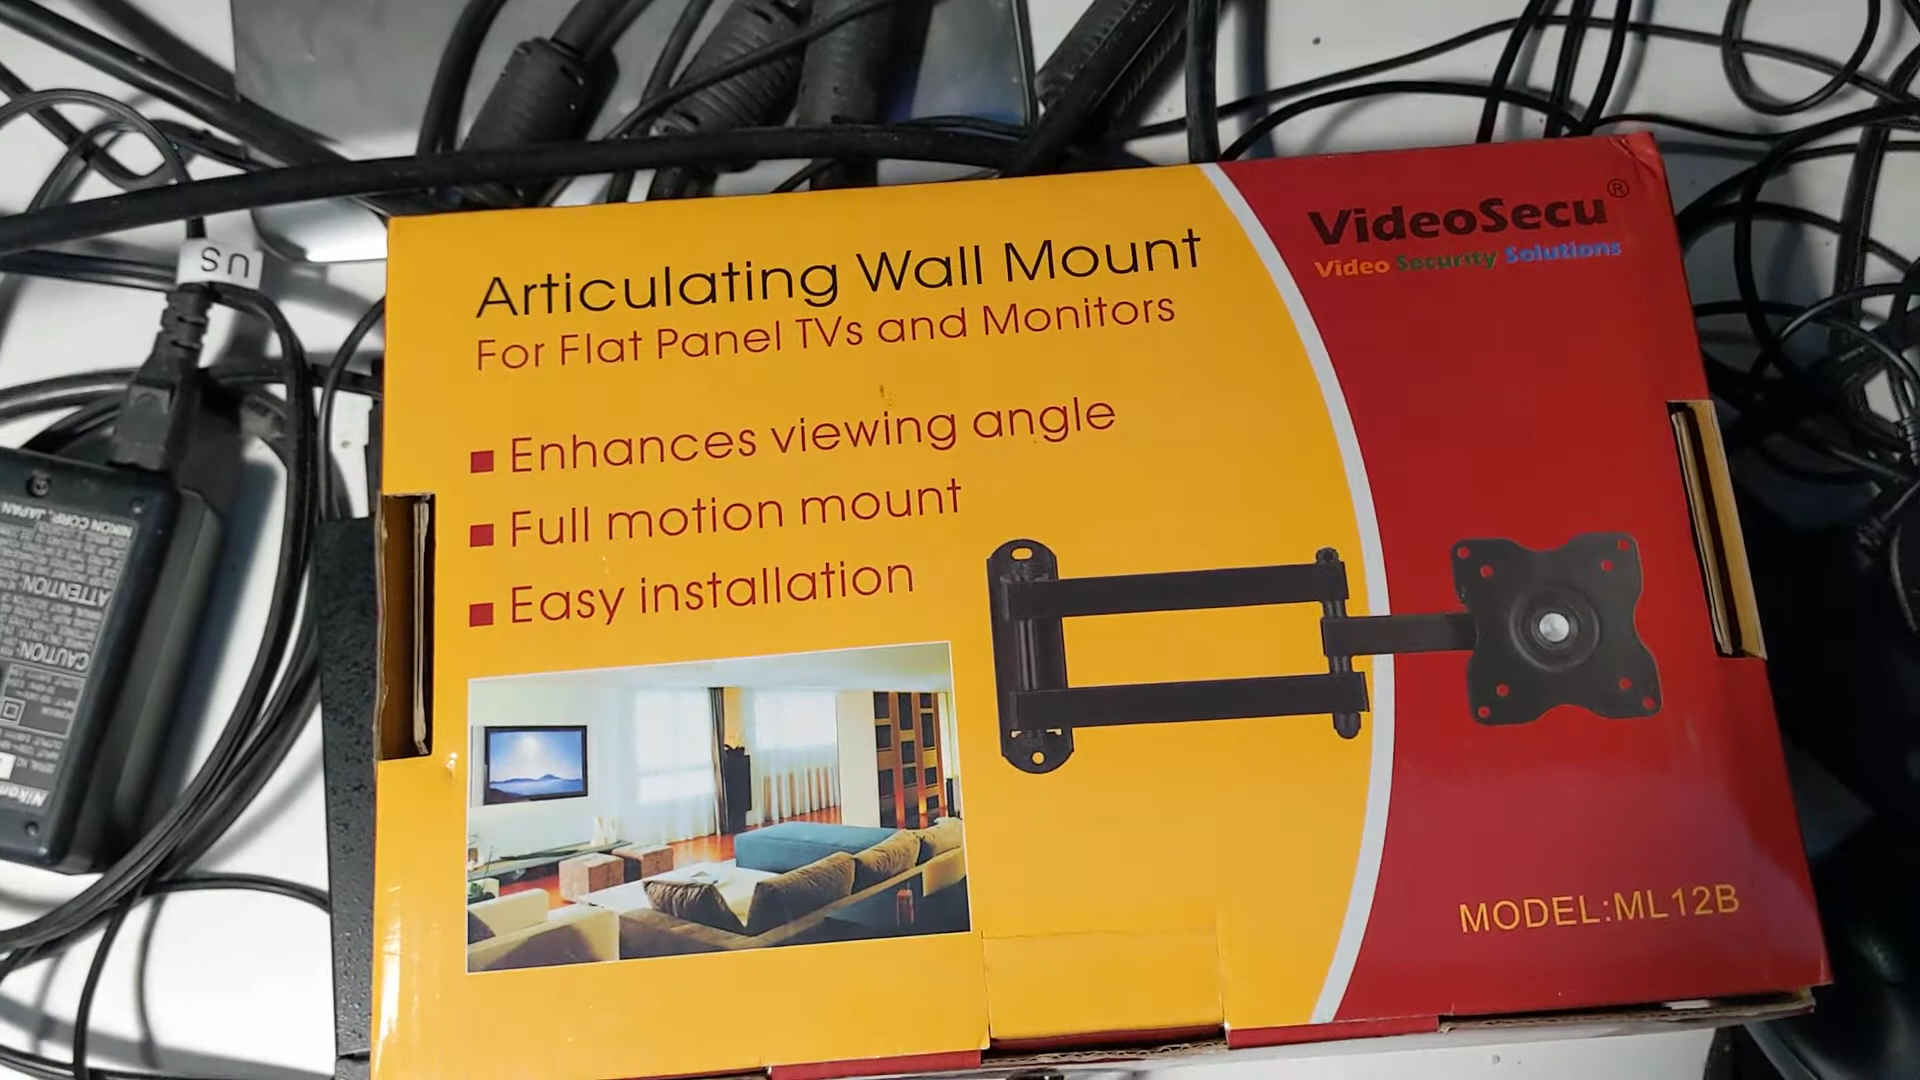 VideoSecu®
Video Security Solutions
Articulating Wall Mount
For Flat Panel TVs and Monitors
Enhances viewing angle
Full motion mount
Easy installation
MODEL:ML12B
US
NIKON CORP. JAPAN
ATTENTION:
CAUTION:
Nikon